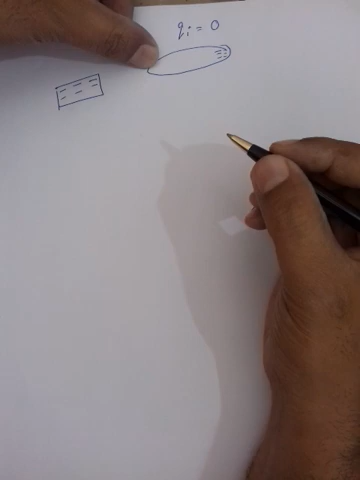 qᵢ = 0